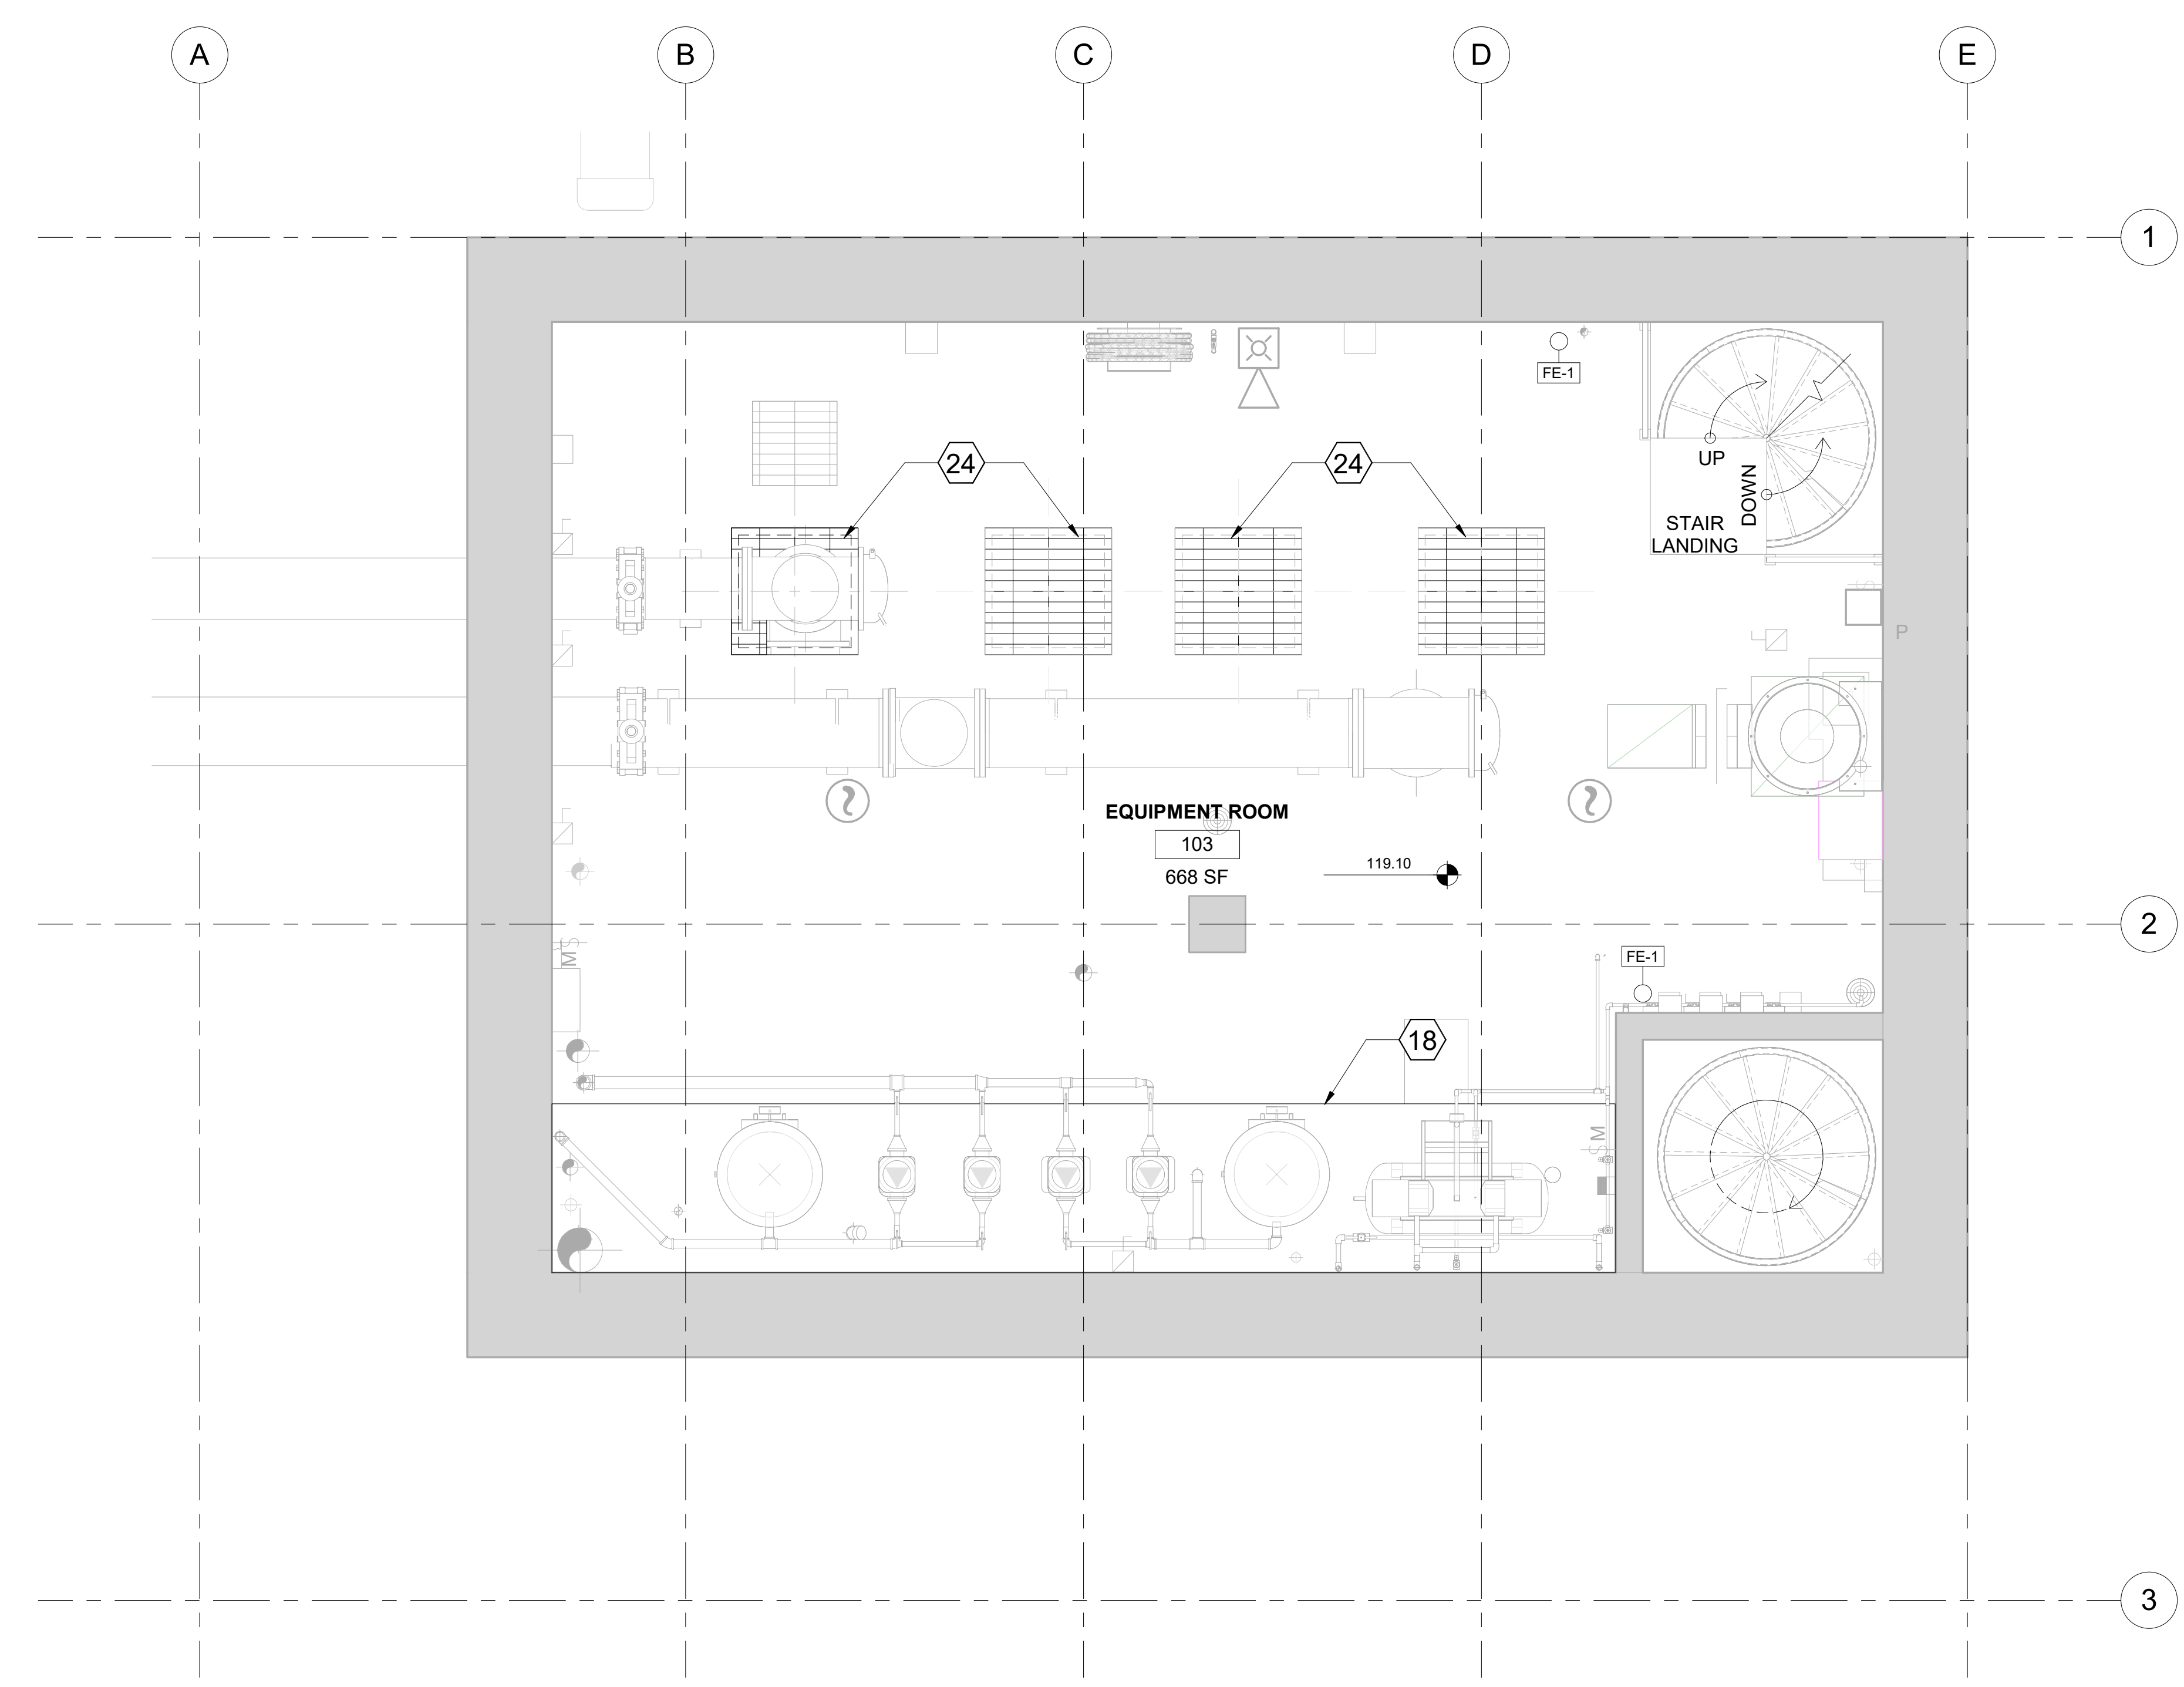 A
B
C
D
E
1
FE-1
24
24
UP
DOWN
STAIR
LANDING
P
EQUIPMENT ROOM
103
668 SF
119.10
2
FE-1
M
18
M
3